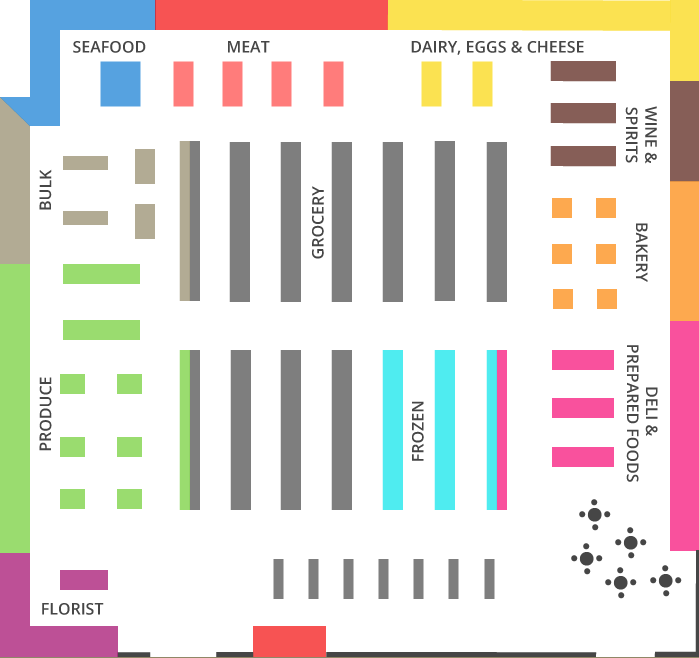 SEAFOOD
MEAT
DAIRY, EGGS & CHEESE
WINE &
SPIRITS
BULK
GROCERY
BAKERY
PRODUCE
FROZEN
DELI &
PREPARED FOODS
FLORIST